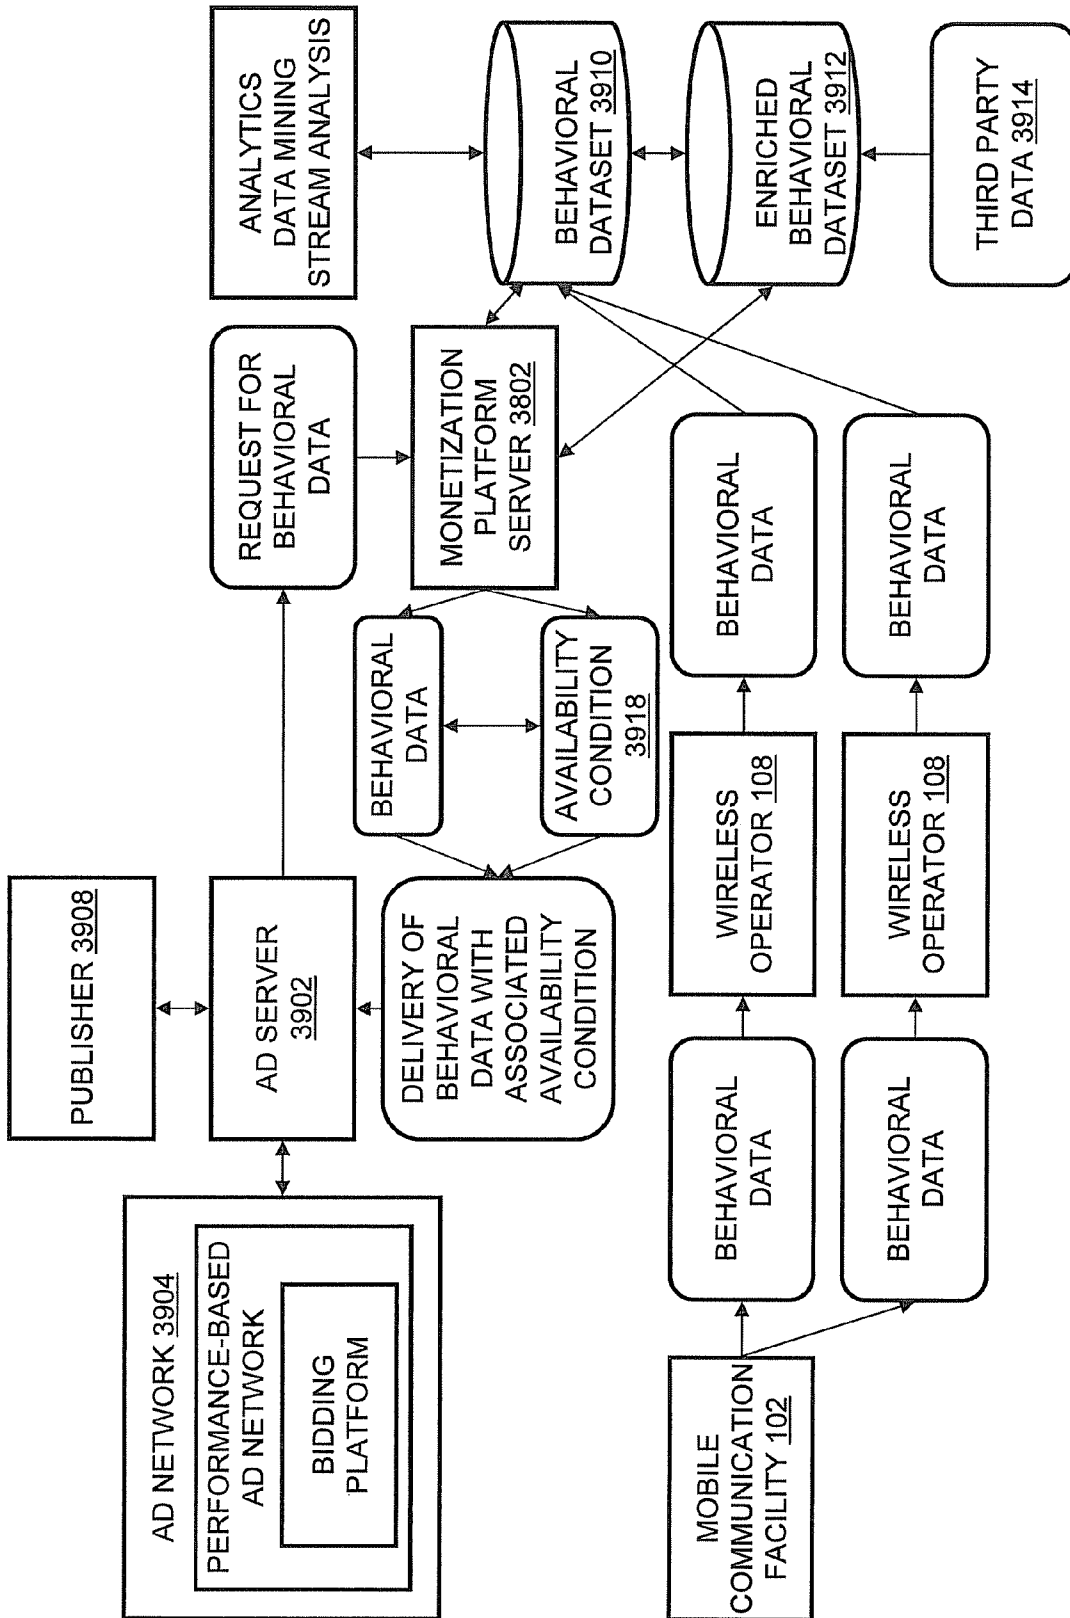 PUBLISHER 3908
AD NETWORK 3904
PERFORMANCE-BASED
AD NETWORK
BIDDING
PLATFORM
AD SERVER
3902
REQUEST FOR
BEHAVIORAL
DATA
ANALYTICS
DATA MINING
STREAM ANALYSIS
DELIVERY OF
BEHAVIORAL
DATA WITH
ASSOCIATED
AVAILABILITY
CONDITION
BEHAVIORAL
DATA
AVAILABILITY
CONDITION
3918
MONETIZATION
PLATFORM
SERVER 3802
BEHAVIORAL
DATASET 3910
ENRICHED
BEHAVIORAL
DATASET 3912
THIRD PARTY
DATA 3914
MOBILE
COMMUNICATION
FACILITY 102
BEHAVIORAL
DATA
WIRELESS
OPERATOR 108
BEHAVIORAL
DATA
BEHAVIORAL
DATA
WIRELESS
OPERATOR 108
BEHAVIORAL
DATA